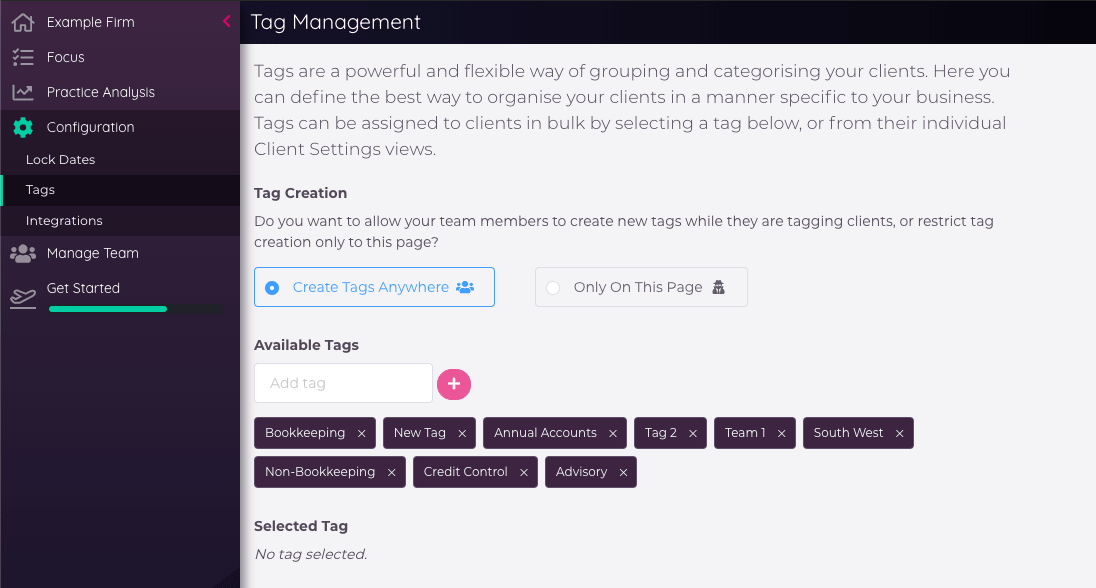 Example Firm
Focus
Practice Analysis
Configuration
Lock Dates
Tags
Integrations
Manage Team
Get Started
Tag Management
Tags are a powerful and flexible way of grouping and categorising your clients. Here you
can define the best way to organise your clients in a manner specific to your business.
Tags can be assigned to clients in bulk by selecting a tag below, or from their individual
Client Settings views.
Tag Creation
Do you want to allow your team members to create new tags while they are tagging clients, or restrict tag
creation only to this page?
Create Tags Anywhere
Only On This Page
Available Tags
Add tag
Bookkeeping × New Tag × Annual Accounts × Tag 2 × Team 1 × South West ×
Non-Bookkeeping × Credit Control × Advisory ×
Selected Tag
No tag selected.